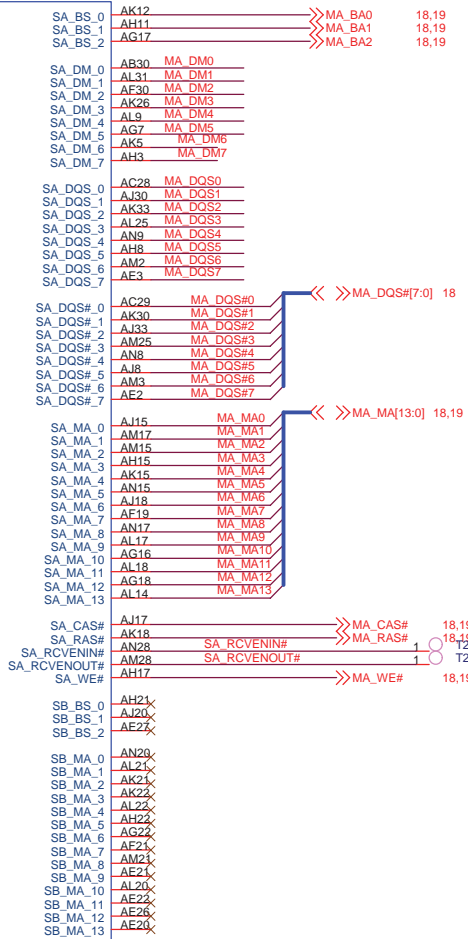 SA_BS_0 AK12 MA_BA0 18,19
SA_BS_1 AH11 MA_BA1 18,19
SA_BS_2 AG17 MA_BA2 18,19
SA_DM_0 AB30 MA_DM0
SA_DM_1 AL31 MA_DM1
SA_DM_2 AF30 MA_DM2
SA_DM_3 AK26 MA_DM3
SA_DM_4 AL9 MA_DM4
SA_DM_5 AG7 MA_DM5
SA_DM_6 AK5 MA_DM6
SA_DM_7 AH3 MA_DM7
SA_DQS_0 AC28 MA_DQS0
SA_DQS_1 AJ30 MA_DQS1
SA_DQS_2 AK33 MA_DQS2
SA_DQS_3 AL25 MA_DQS3
SA_DQS_4 AN9 MA_DQS4
SA_DQS_5 AH8 MA_DQS5
SA_DQS_6 AM2 MA_DQS6
SA_DQS_7 AE3 MA_DQS7
MA_DQS#[7:0] 18
SA_DQS#_0 AC29 MA_DQS#0
SA_DQS#_1 AK30 MA_DQS#1
SA_DQS#_2 AJ33 MA_DQS#2
SA_DQS#_3 AM25 MA_DQS#3
SA_DQS#_4 AN8 MA_DQS#4
SA_DQS#_5 AJ8 MA_DQS#5
SA_DQS#_6 AM3 MA_DQS#6
SA_DQS#_7 AE2 MA_DQS#7
MA_MA[13:0] 18,19
SA_MA_0 AJ15 MA_MA0
SA_MA_1 AM17 MA_MA1
SA_MA_2 AM15 MA_MA2
SA_MA_3 AH15 MA_MA3
SA_MA_4 AK15 MA_MA4
SA_MA_5 AN15 MA_MA5
SA_MA_6 AJ18 MA_MA6
SA_MA_7 AF19 MA_MA7
SA_MA_8 AN17 MA_MA8
SA_MA_9 AL17 MA_MA9
SA_MA_10 AG16 MA_MA10
SA_MA_11 AL18 MA_MA11
SA_MA_12 AG18 MA_MA12
SA_MA_13 AL14 MA_MA13
SA_CAS# AJ17 MA_CAS# 18,19
SA_RAS# AK18 MA_RAS# 18,19
SA_RCVENIN# AN28 SA_RCVENIN# 1 T2
SA_RCVENOUT# AM28 SA_RCVENOUT# 1 T2
SA_WE# AH17 MA_WE# 18,19
SB_BS_0 AH21
SB_BS_1 AJ20
SB_BS_2 AE27
SB_MA_0 AN20
SB_MA_1 AL21
SB_MA_2 AK21
SB_MA_3 AK22
SB_MA_4 AL22
SB_MA_5 AH22
SB_MA_6 AG22
SB_MA_7 AF21
SB_MA_8 AM21
SB_MA_9 AE21
SB_MA_10 AL20
SB_MA_11 AE22
SB_MA_12 AE26
SB_MA_13 AE20